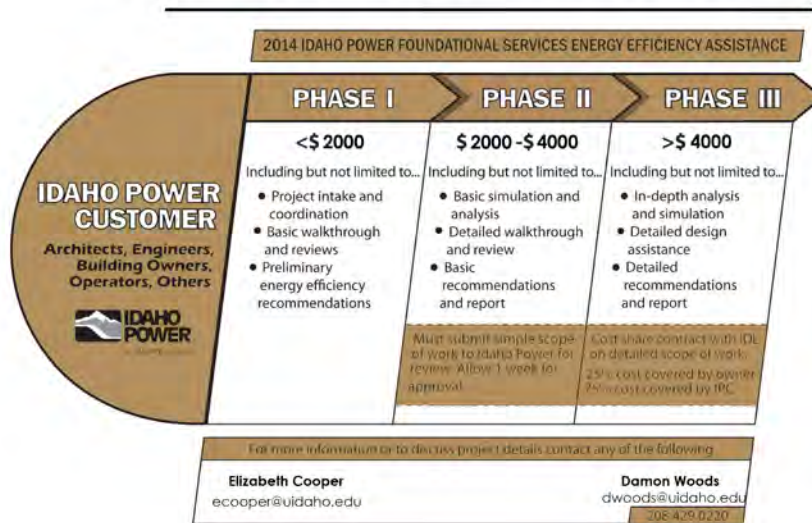 2014 IDAHO POWER FOUNDATIONAL SERVICES ENERGY EFFICIENCY ASSISTANCE
IDAHO POWER
CUSTOMER
Architects, Engineers,
Building Owners,
Operators, Others
IDAHO
POWER
PHASE I
<$ 2000
Including but not limited to...
• Project intake and
coordination
• Basic walkthrough
and reviews
• Preliminary
energy efficiency
recommendations
PHASE II
$ 2000 -$ 4000
Including but not limited to...
• Basic simulation and
analysis
• Detailed walkthrough
and review
• Basic
recommendations
and report
Must submit simple scope
of work to Idaho Power for
review. Allow 1 week for
approval.
PHASE III
>$ 4000
Including but not limited to...
• In-depth analysis
and simulation
• Detailed design
assistance
• Detailed
recommendations
and report
Cost share contract with IDL
on detailed scope of work.
25% cost covered by owner
75% cost covered by IPC
For more information or to discuss project details contact any of the following
Elizabeth Cooper
ecooper@uidaho.edu
Damon Woods
dwoods@uidaho.edu
208.429.0220